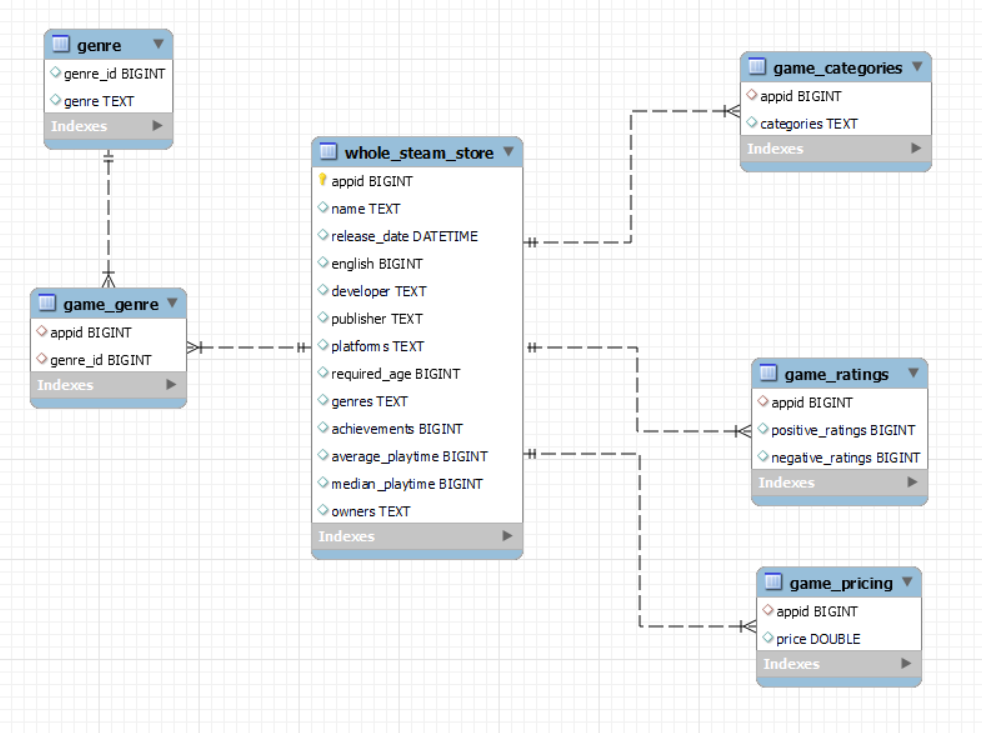 genre
genre_id BIGINT
genre TEXT
Indexes
game_genre
appid BIGINT
genre_id BIGINT
Indexes
whole_steam_store
appid BIGINT
name TEXT
release_date DATETIME
english BIGINT
developer TEXT
publisher TEXT
platforms TEXT
required_age BIGINT
genres TEXT
achievements BIGINT
average_playtime BIGINT
median_playtime BIGINT
owners TEXT
Indexes
game_categories
appid BIGINT
categories TEXT
Indexes
game_ratings
appid BIGINT
positive_ratings BIGINT
negative_ratings BIGINT
Indexes
game_pricing
appid BIGINT
price DOUBLE
Indexes